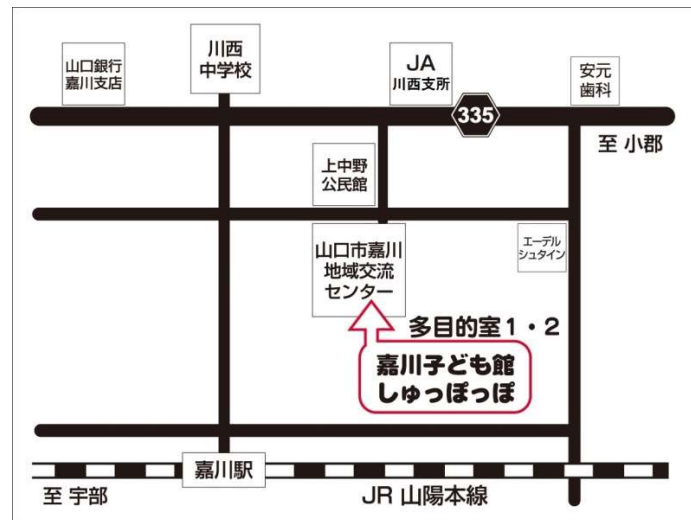 山口銀行
嘉川支店
川西
中学校
JA
川西支所
安元
歯科
335
至 小郡
上中野
公民館
山口市嘉川
地域交流
センター
エーデル
シュタイン
多目的室1・2
嘉川子ども館
しゅっぽっぽ
嘉川駅
至 宇部
JR 山陽本線